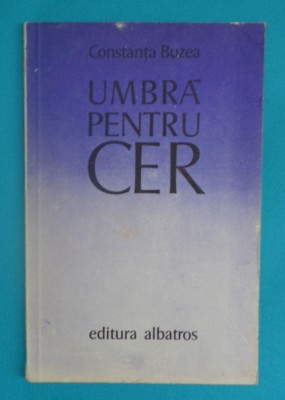 Constanța Buzea
UMBRĂ
PENTRU
CER
editura albatros